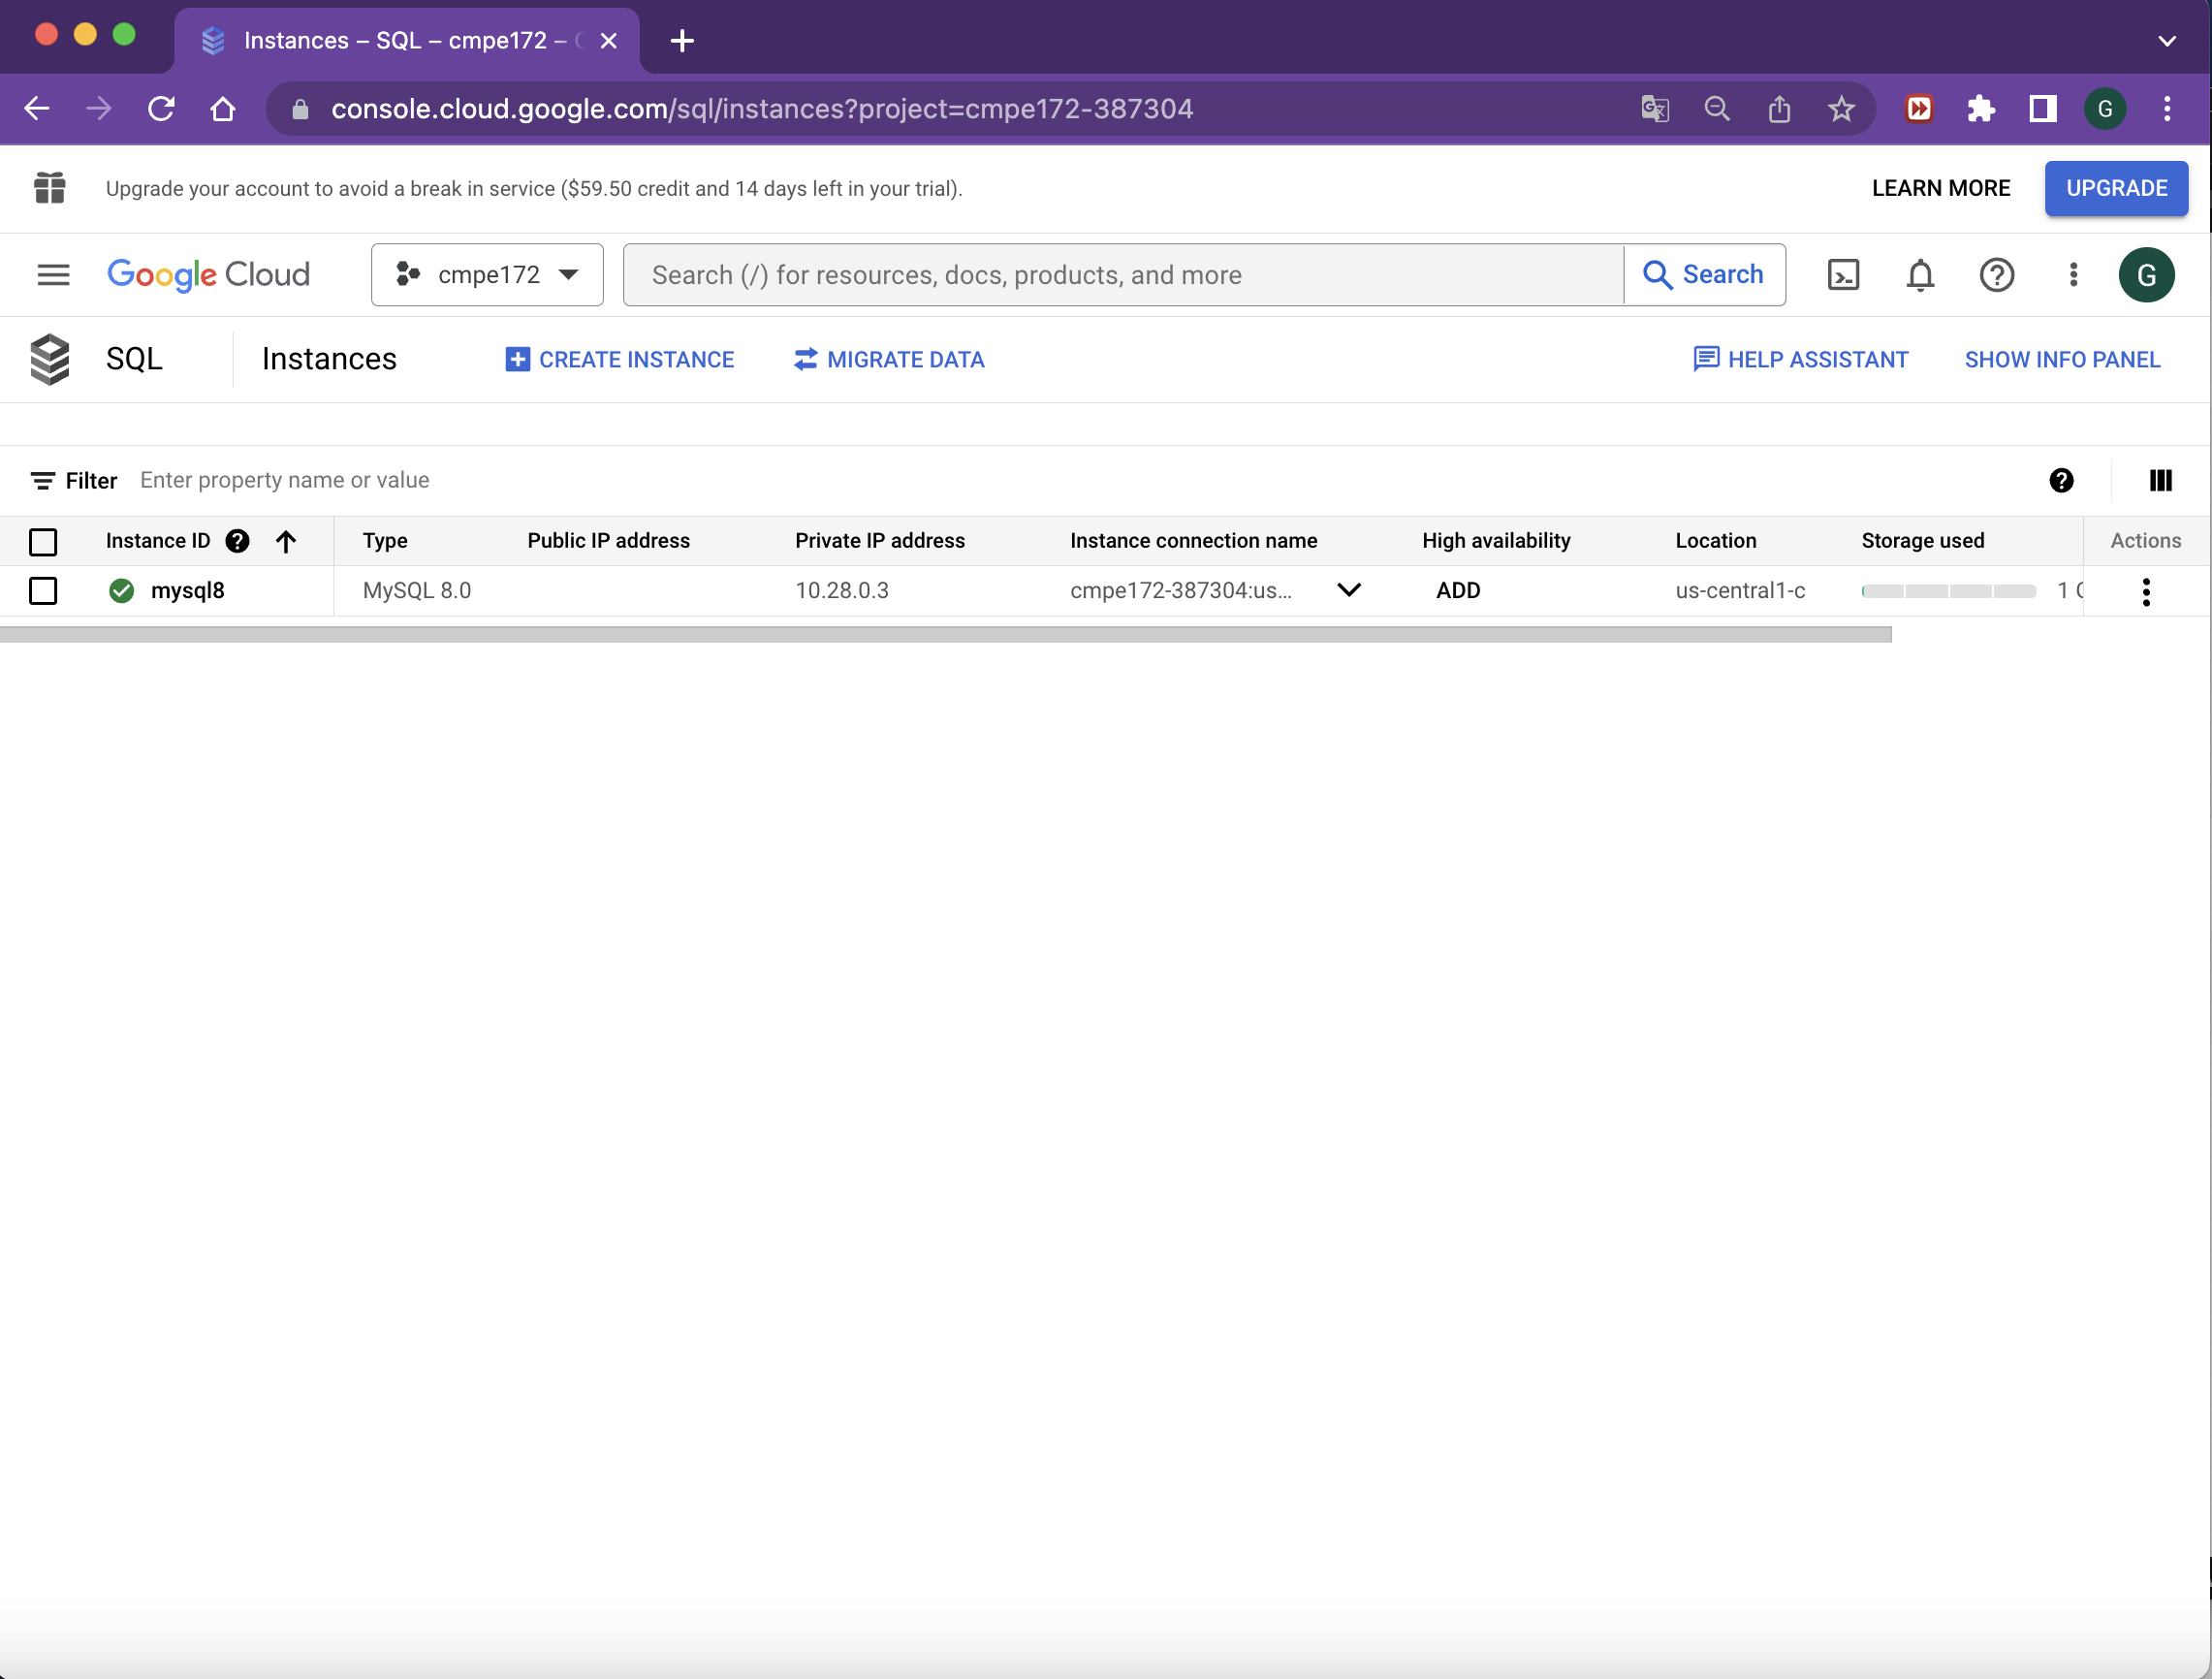 Instances – SQL – cmpe172 –
console.cloud.google.com/sql/instances?project=cmpe172-387304
G
Upgrade your account to avoid a break in service ($59.50 credit and 14 days left in your trial).
LEARN MORE
UPGRADE
Google Cloud
cmpe172
Search (/) for resources, docs, products, and more
Search
G
SQL
Instances
CREATE INSTANCE
MIGRATE DATA
HELP ASSISTANT
SHOW INFO PANEL
Filter Enter property name or value
Instance ID Type Public IP address Private IP address Instance connection name High availability Location Storage used Actions
mysql8 MySQL 8.0 10.28.0.3 cmpe172-387304:us... ADD us-central1-c 1